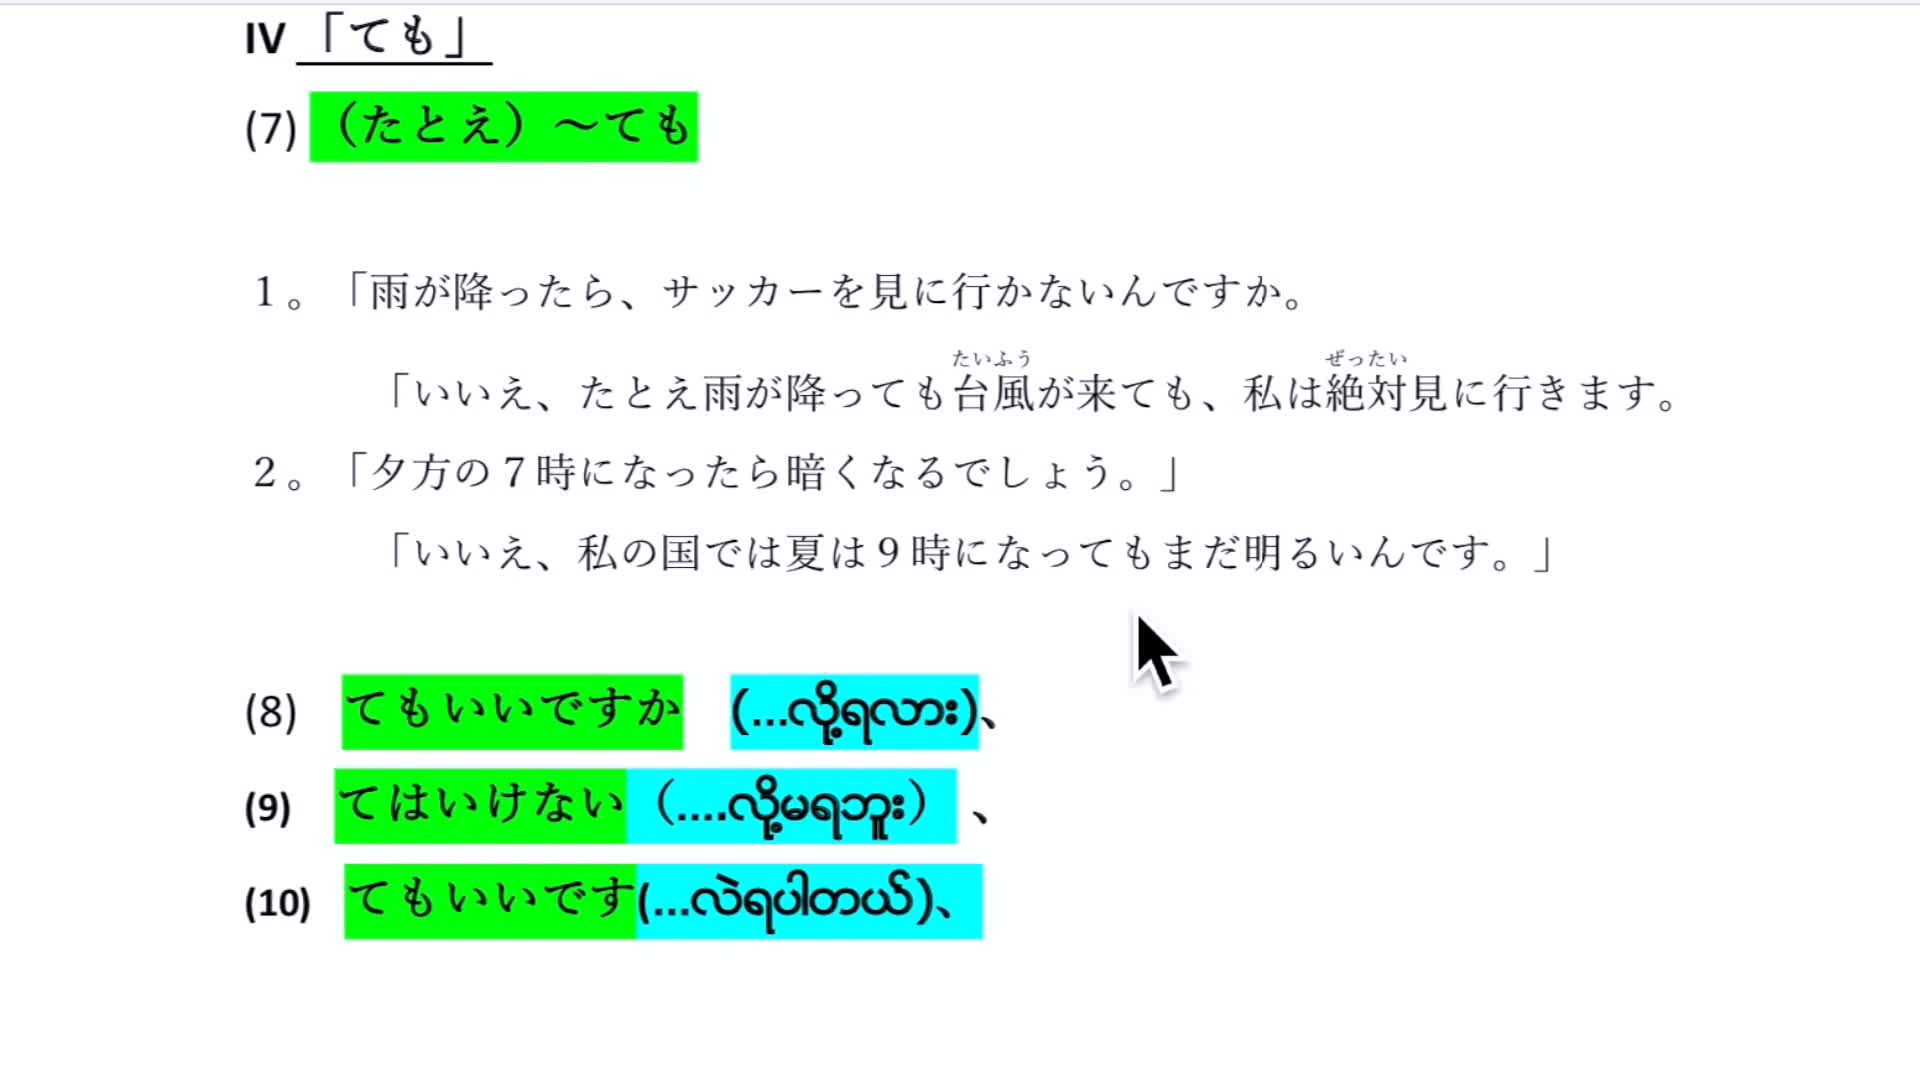 IV 「ても」
(7) （たとえ）～ても
１。「雨が降ったら、サッカーを見に行かないんですか。
たいふう ぜったい
「いいえ、たとえ雨が降っても台風が来ても、私は絶対見に行きます。
２。「夕方の７時になったら暗くなるでしょう。」
「いいえ、私の国では夏は９時になってもまだ明るいんです。」
(8) てもいいですか (...လို့ရလား)、
(9) てはいけない（....လို့မရဘူး）、
(10) てもいいです(...လဲရပါတယ်)、